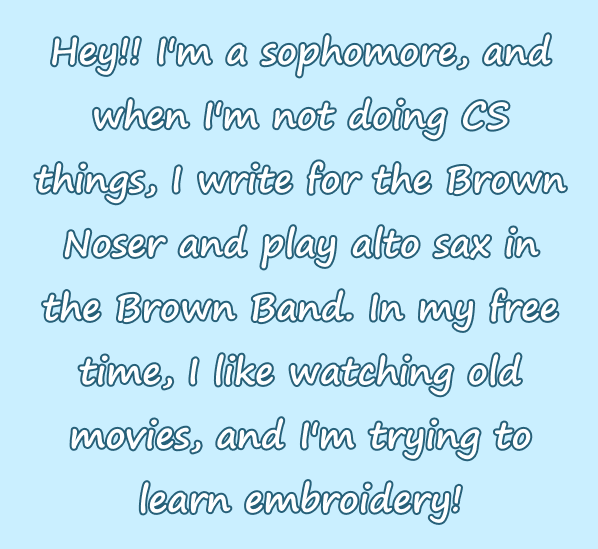 Hey!! I'm a sophomore, and
when I'm not doing CS
things, I write for the Brown
Noser and play alto sax in
the Brown Band. In my free
time, I like watching old
movies, and I'm trying to
learn embroidery!